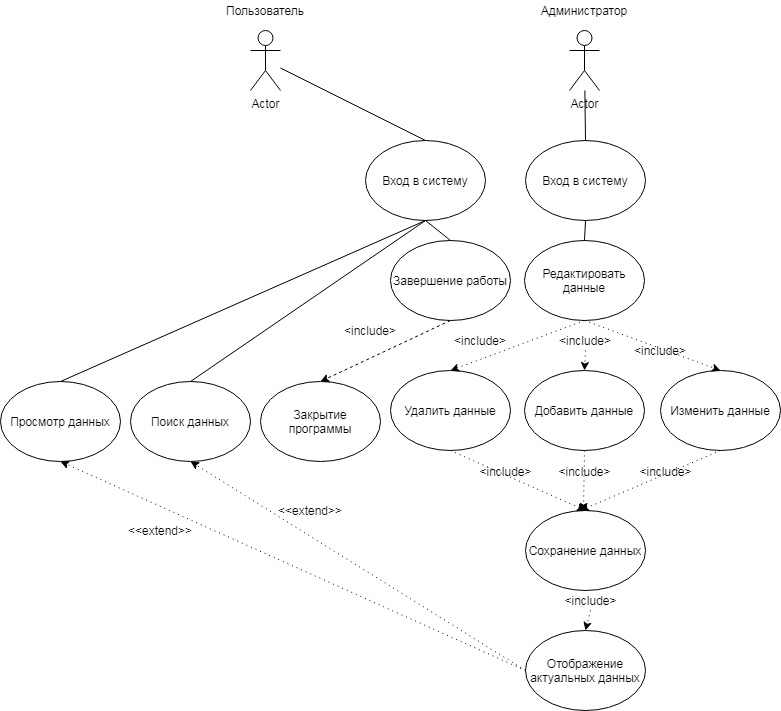 Пользователь
Администратор
Actor
Actor
Вход в систему
Вход в систему
Завершение работы
Редактировать
данные
<include>
<include>
<include>
<include>
Просмотр данных
Поиск данных
Закрытие
программы
Удалить данные
Добавить данные
Изменить данные
<include>
<include>
<include>
<<extend>>
<<extend>>
Сохранение данных
<include>
Отображение
актуальных данных